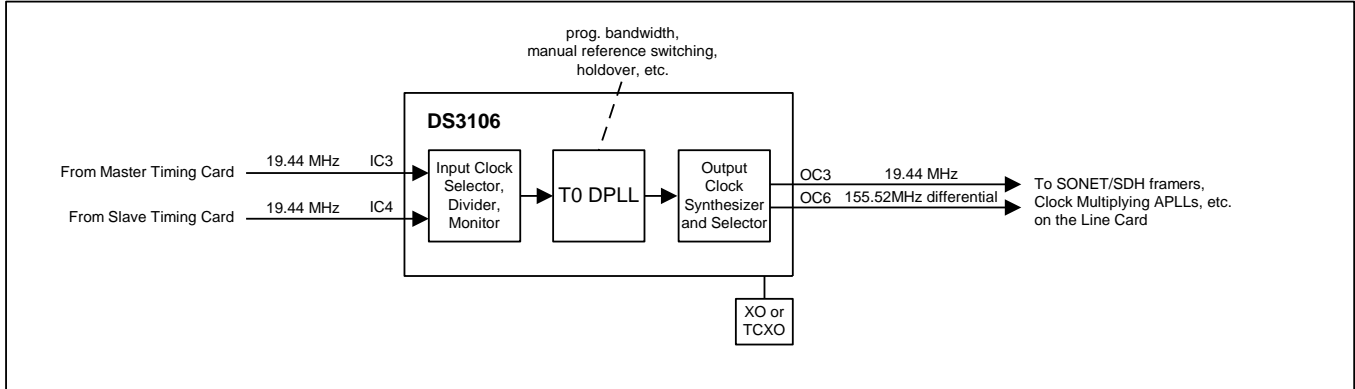 prog. bandwidth,
manual reference switching,
holdover, etc.
DS3106
From Master Timing Card
19.44 MHz
IC3
From Slave Timing Card
19.44 MHz
IC4
Input Clock
Selector,
Divider,
Monitor
T0 DPLL
Output
Clock
Synthesizer
and Selector
OC3
19.44 MHz
OC6
155.52MHz differential
To SONET/SDH framers,
Clock Multiplying APLLs, etc.
on the Line Card
XO or
TCXO